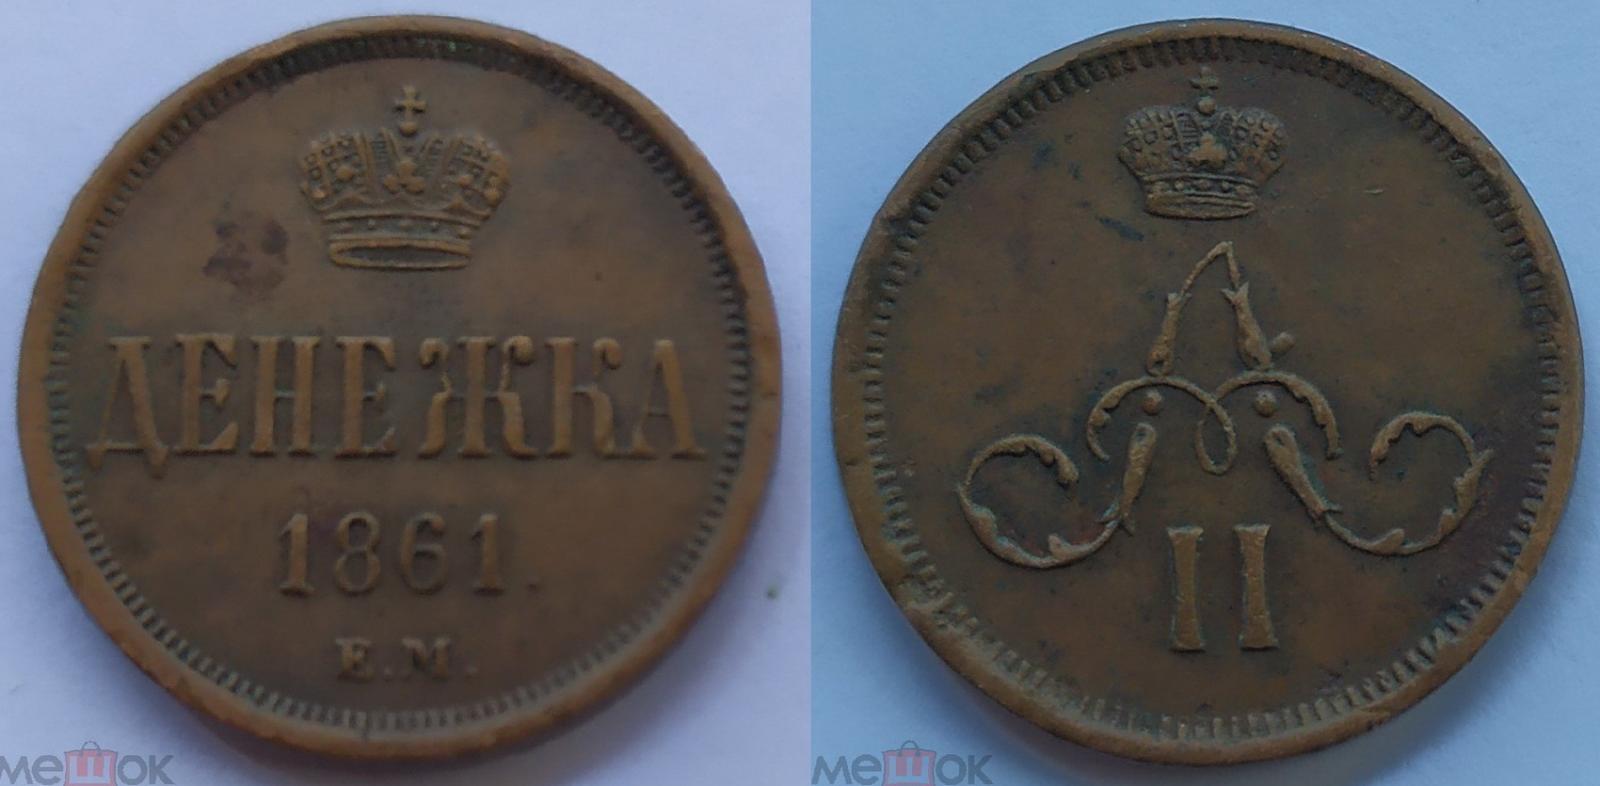 ДЕНЕЖКА
1861.
Е.М.
А
II
мешок
мешок